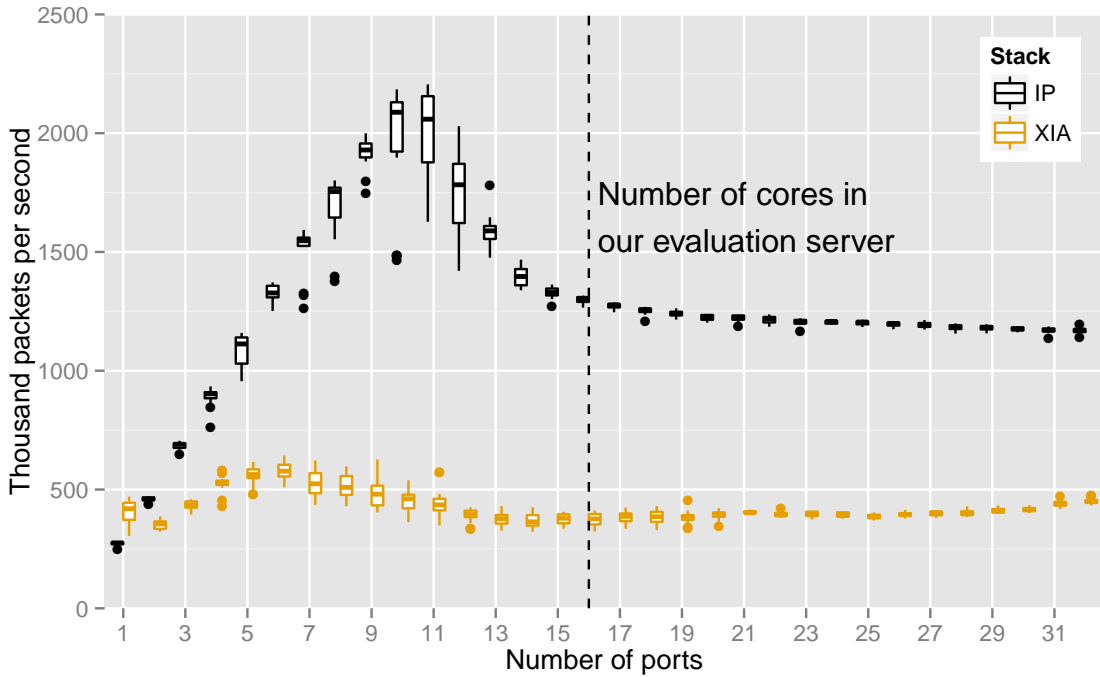 2500
2000
1500
1000
500
0
Thousand packets per second
Stack
IP
XIA
Number of cores in
our evaluation server
1 3 5 7 9 11 13 15 17 19 21 23 25 27 29 31
Number of ports